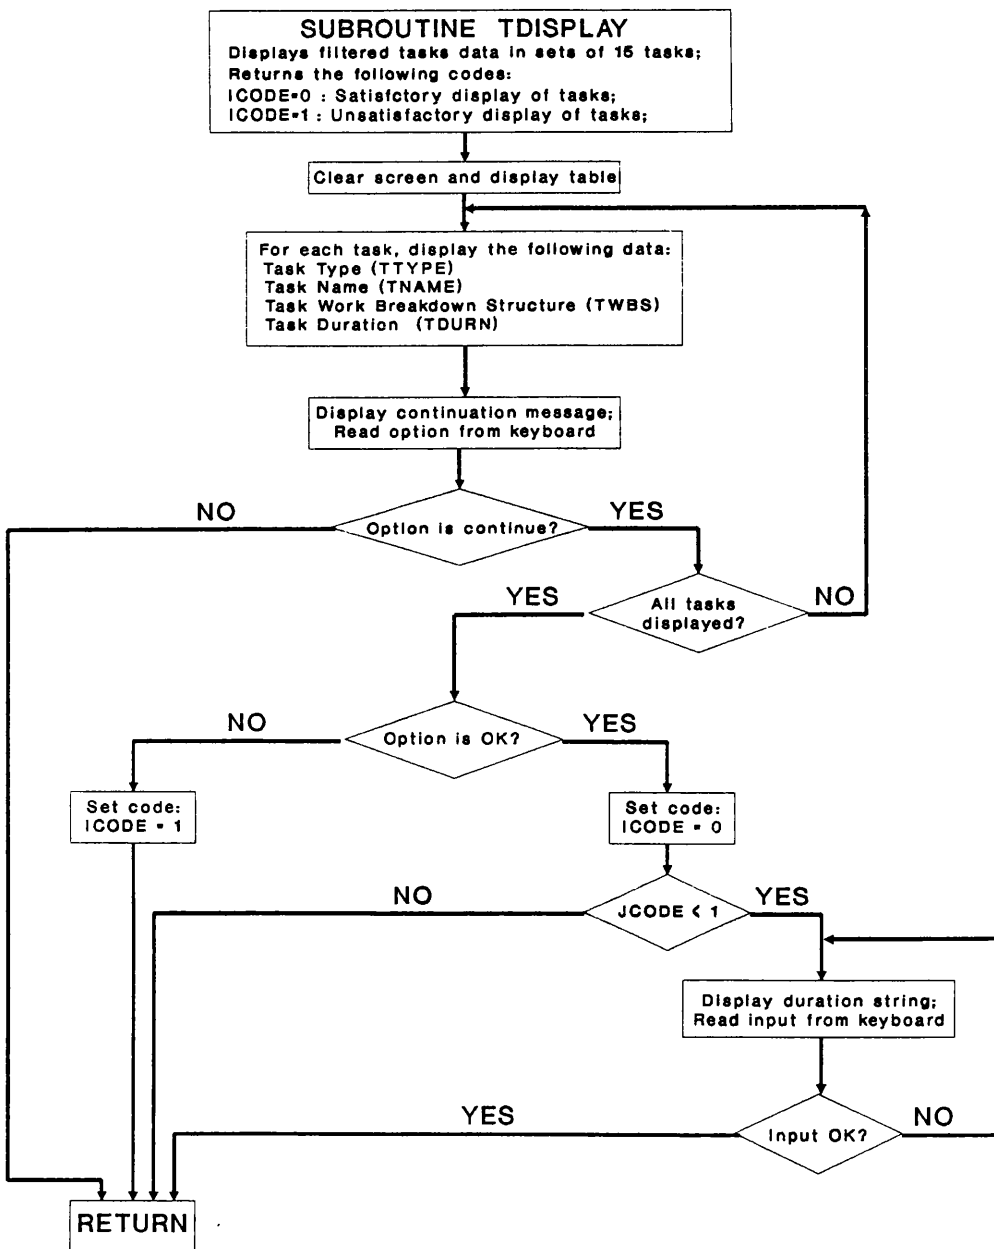 SUBROUTINE TDISPLAY
Displays filtered tasks data in sets of 15 tasks;
Returns the following codes:
ICODE=0 : Satisfctory display of tasks;
ICODE=1 : Unsatisfactory display of tasks;
Clear screen and display table
For each task, display the following data:
Task Type (TTYPE)
Task Name (TNAME)
Task Work Breakdown Structure (TWBS)
Task Duration (TDURN)
Display continuation message;
Read option from keyboard
NO
Option is continue?
YES
YES
All tasks
displayed?
NO
NO
Option is OK?
YES
Set code:
ICODE = 1
Set code:
ICODE = 0
NO
JCODE < 1
YES
Display duration string;
Read input from keyboard
YES
Input OK?
NO
RETURN